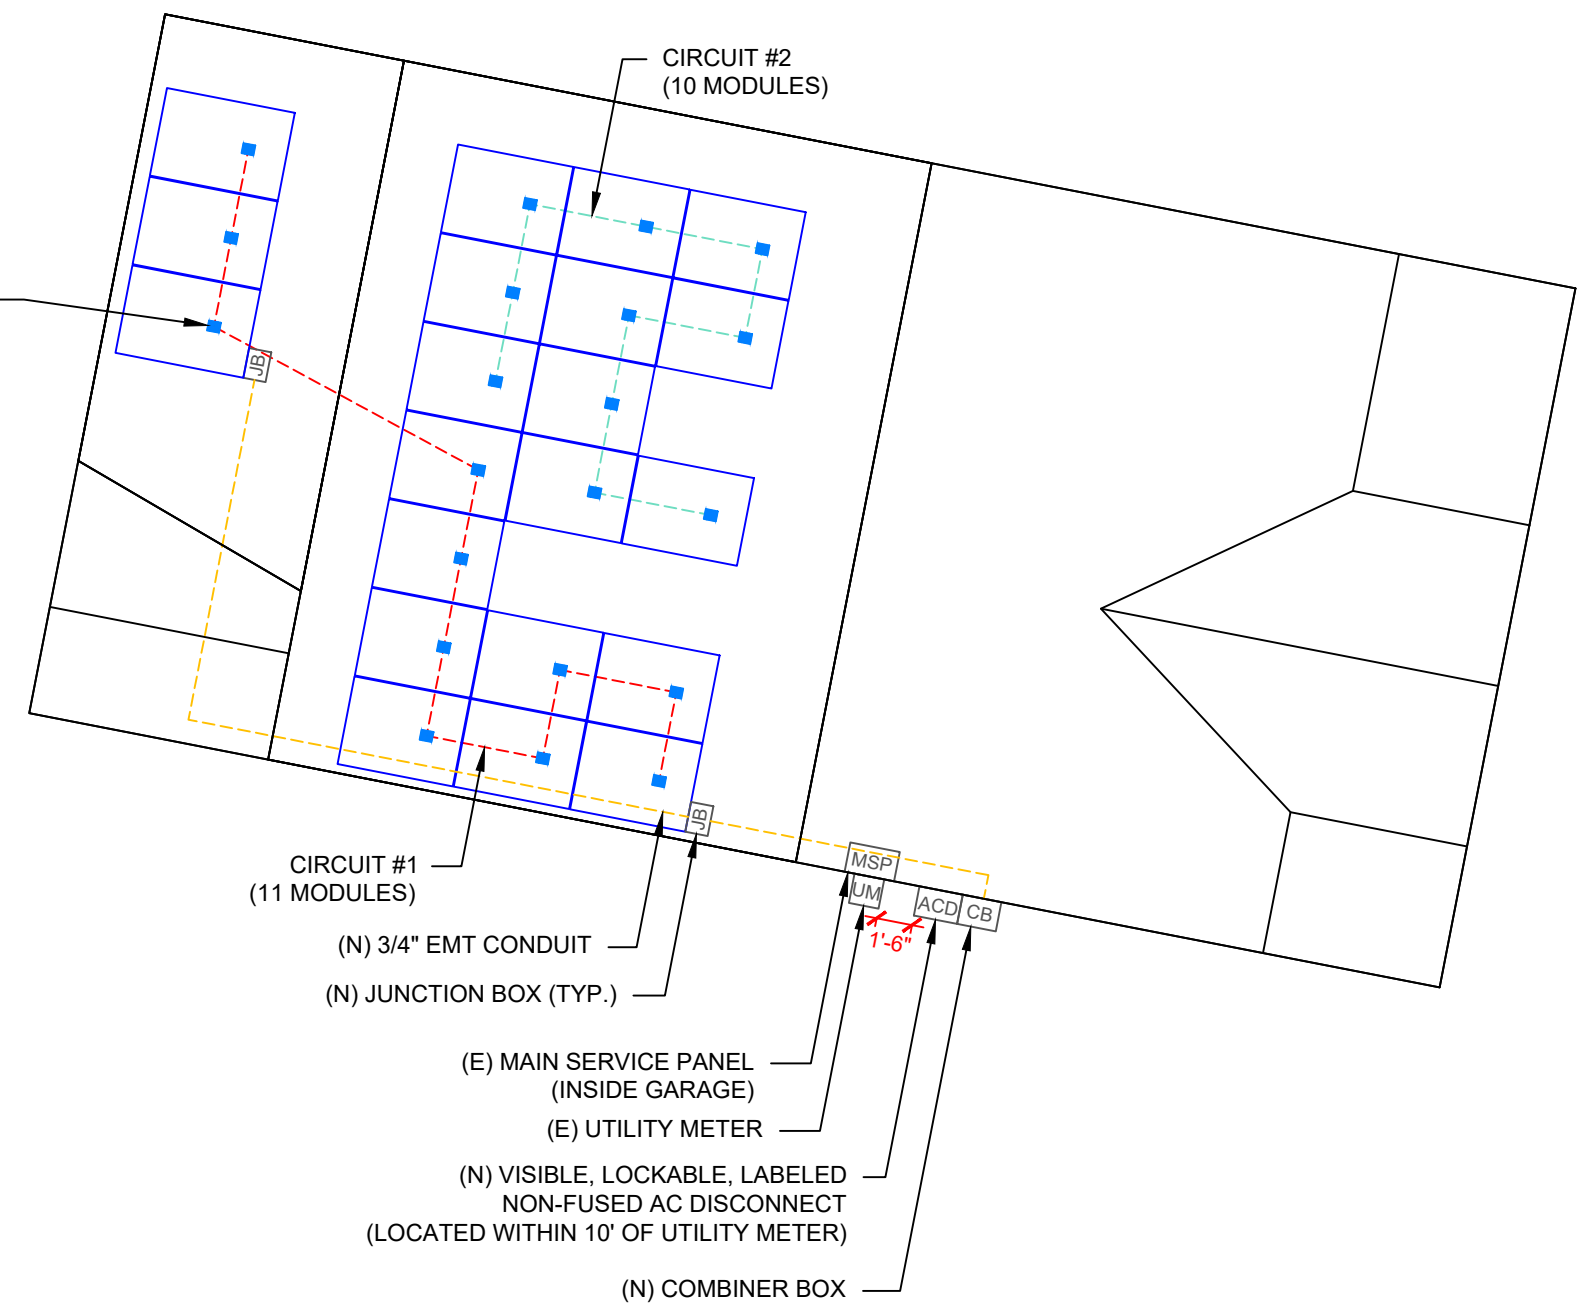 CIRCUIT #2
(10 MODULES)
JB
JB
CIRCUIT #1
(11 MODULES)
MSP
UM
ACD
CB
1'-6"
(N) 3/4" EMT CONDUIT
(N) JUNCTION BOX (TYP.)
(E) MAIN SERVICE PANEL
(INSIDE GARAGE)
(E) UTILITY METER
(N) VISIBLE, LOCKABLE, LABELED
NON-FUSED AC DISCONNECT
(LOCATED WITHIN 10' OF UTILITY METER)
(N) COMBINER BOX